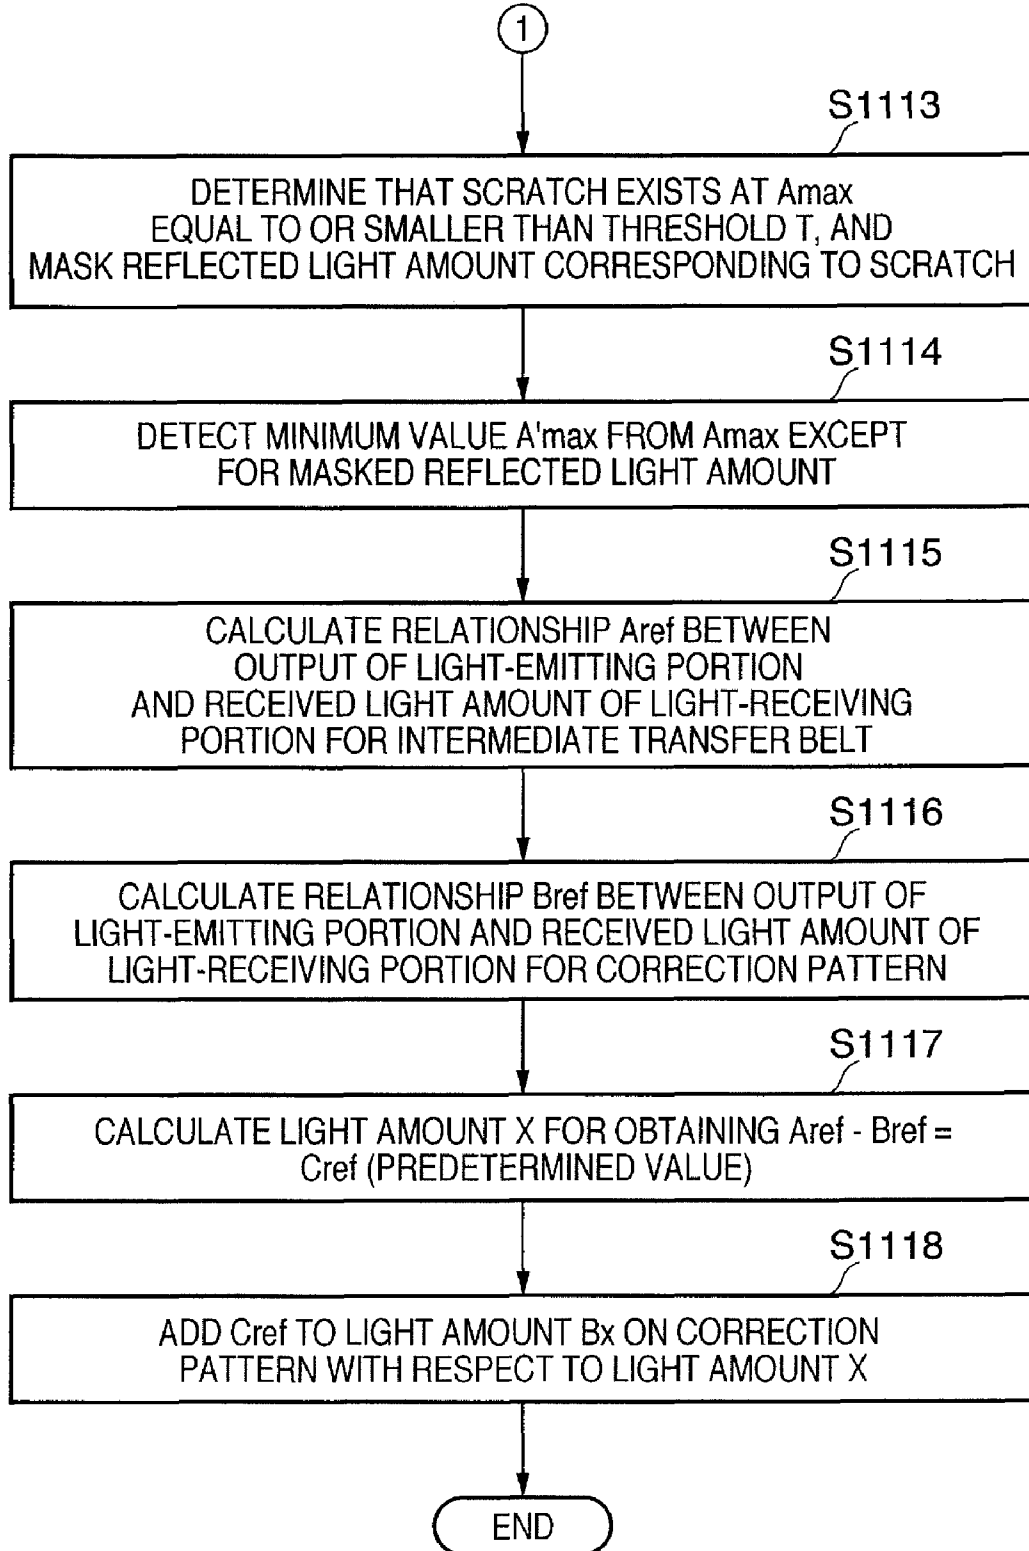 1
S1113
DETERMINE THAT SCRATCH EXISTS AT Amax
EQUAL TO OR SMALLER THAN THRESHOLD T, AND
MASK REFLECTED LIGHT AMOUNT CORRESPONDING TO SCRATCH
S1114
DETECT MINIMUM VALUE A'max FROM Amax EXCEPT
FOR MASKED REFLECTED LIGHT AMOUNT
S1115
CALCULATE RELATIONSHIP Aref BETWEEN
OUTPUT OF LIGHT-EMITTING PORTION
AND RECEIVED LIGHT AMOUNT OF LIGHT-RECEIVING
PORTION FOR INTERMEDIATE TRANSFER BELT
S1116
CALCULATE RELATIONSHIP Bref BETWEEN OUTPUT OF
LIGHT-EMITTING PORTION AND RECEIVED LIGHT AMOUNT OF
LIGHT-RECEIVING PORTION FOR CORRECTION PATTERN
S1117
CALCULATE LIGHT AMOUNT X FOR OBTAINING Aref - Bref =
Cref (PREDETERMINED VALUE)
S1118
ADD Cref TO LIGHT AMOUNT Bx ON CORRECTION
PATTERN WITH RESPECT TO LIGHT AMOUNT X
END